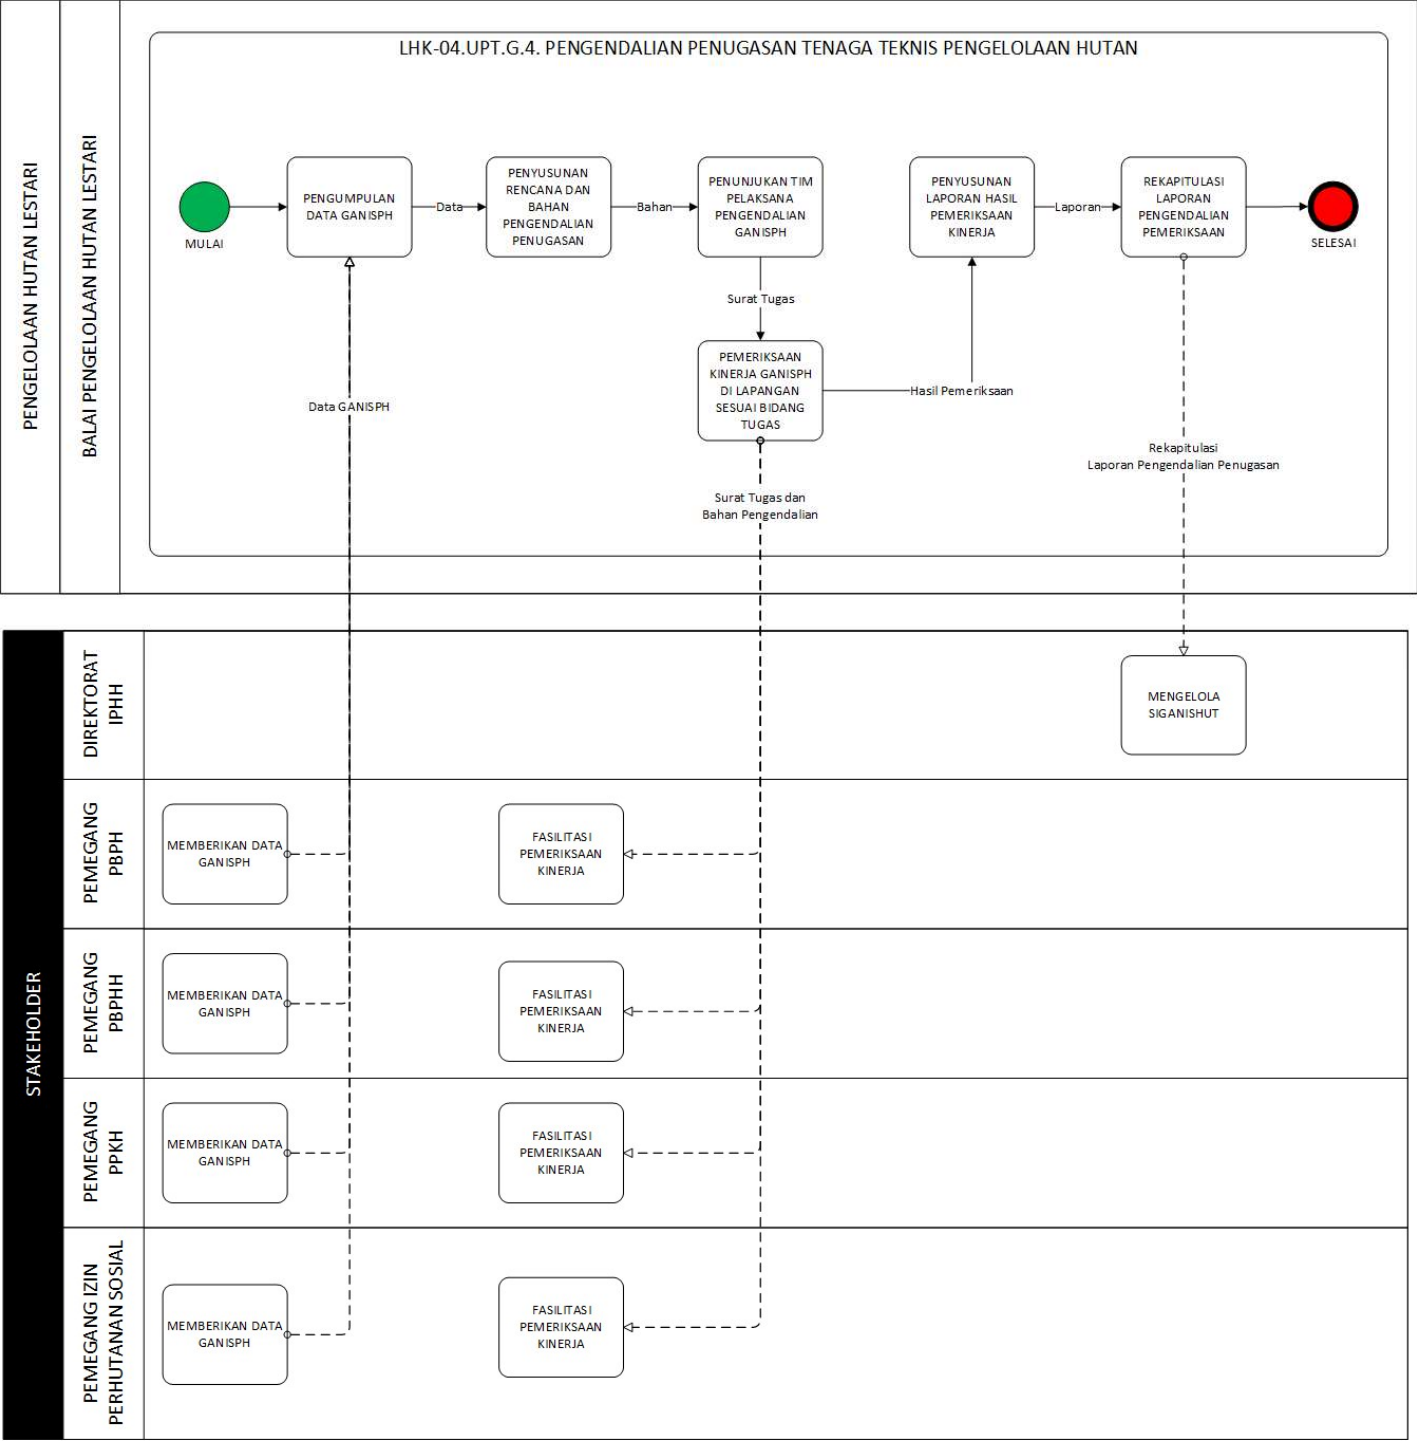 LHK-04.UPT.G.4. PENGENDALIAN PENUGASAN TENAGA TEKNIS PENGELOLAAN HUTAN
PENGELOLAAN HUTAN LESTARI
BALAI PENGELOLAAN HUTAN LESTARI
MULAI
PENGUMPULAN
DATA GANISPH
Data
PENYUSUNAN
RENCANA DAN
BAHAN
PENGENDALIAN
PENUGASAN
Bahan
PENUNJUKAN TIM
PELAKSANA
PENGENDALIAN
GANISPH
Surat Tugas
PEMERIKSAAN
KINERJA GANISPH
DI LAPANGAN
SESUAI BIDANG
TUGAS
Hasil Pemeriksaan
PENYUSUNAN
LAPORAN HASIL
PEMERIKSAAN
KINERJA
Laporan
REKAPITULASI
LAPORAN
PENGENDALIAN
PEMERIKSAAN
SELESAI
Data GANISPH
Surat Tugas dan
Bahan Pengendalian
Rekapitulasi
Laporan Pengendalian Penugasan
STAKEHOLDER
DIREKTORAT
IPHH
MENGELOLA
SIGANISHUT
PEMEGANG
PBPH
MEMBERIKAN DATA
GANISPH
FASILITASI
PEMERIKSAAN
KINERJA
PEMEGANG
PBPHH
MEMBERIKAN DATA
GANISPH
FASILITASI
PEMERIKSAAN
KINERJA
PEMEGANG
PPKH
MEMBERIKAN DATA
GANISPH
FASILITASI
PEMERIKSAAN
KINERJA
PEMEGANG IZIN
PERHUTANAN SOSIAL
MEMBERIKAN DATA
GANISPH
FASILITASI
PEMERIKSAAN
KINERJA